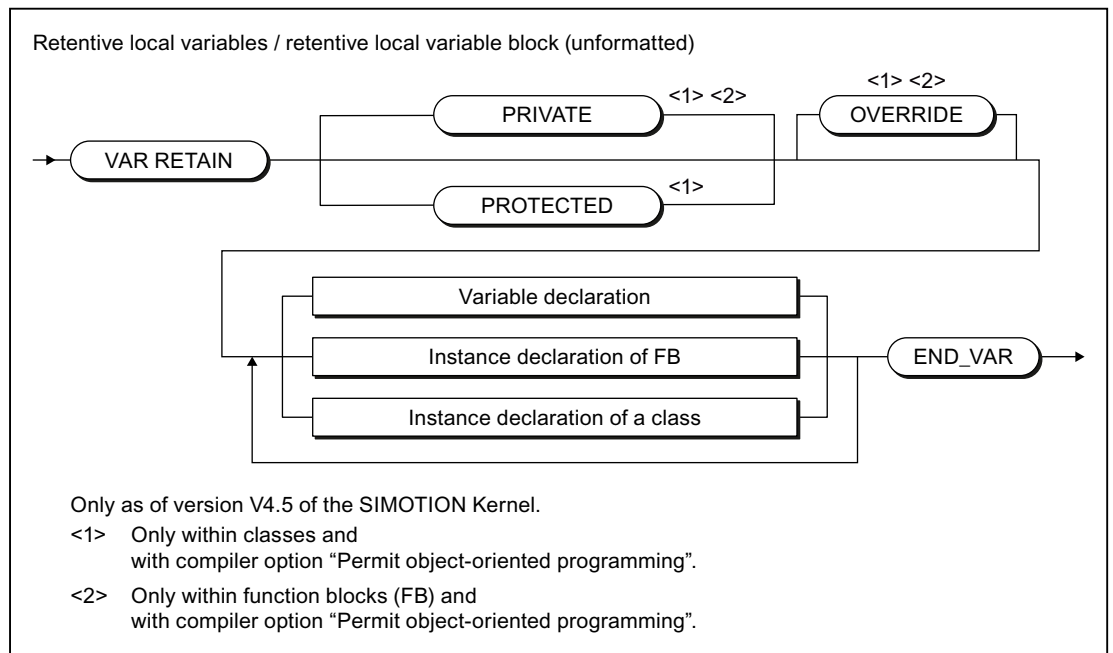 Retentive local variables / retentive local variable block (unformatted)
<1> <2>
<1> <2>
PRIVATE
OVERRIDE
VAR RETAIN
<1>
PROTECTED
Variable declaration
Instance declaration of FB
END_VAR
Instance declaration of a class
Only as of version V4.5 of the SIMOTION Kernel.
<1> Only within classes and
with compiler option “Permit object-oriented programming”.
<2> Only within function blocks (FB) and
with compiler option “Permit object-oriented programming”.